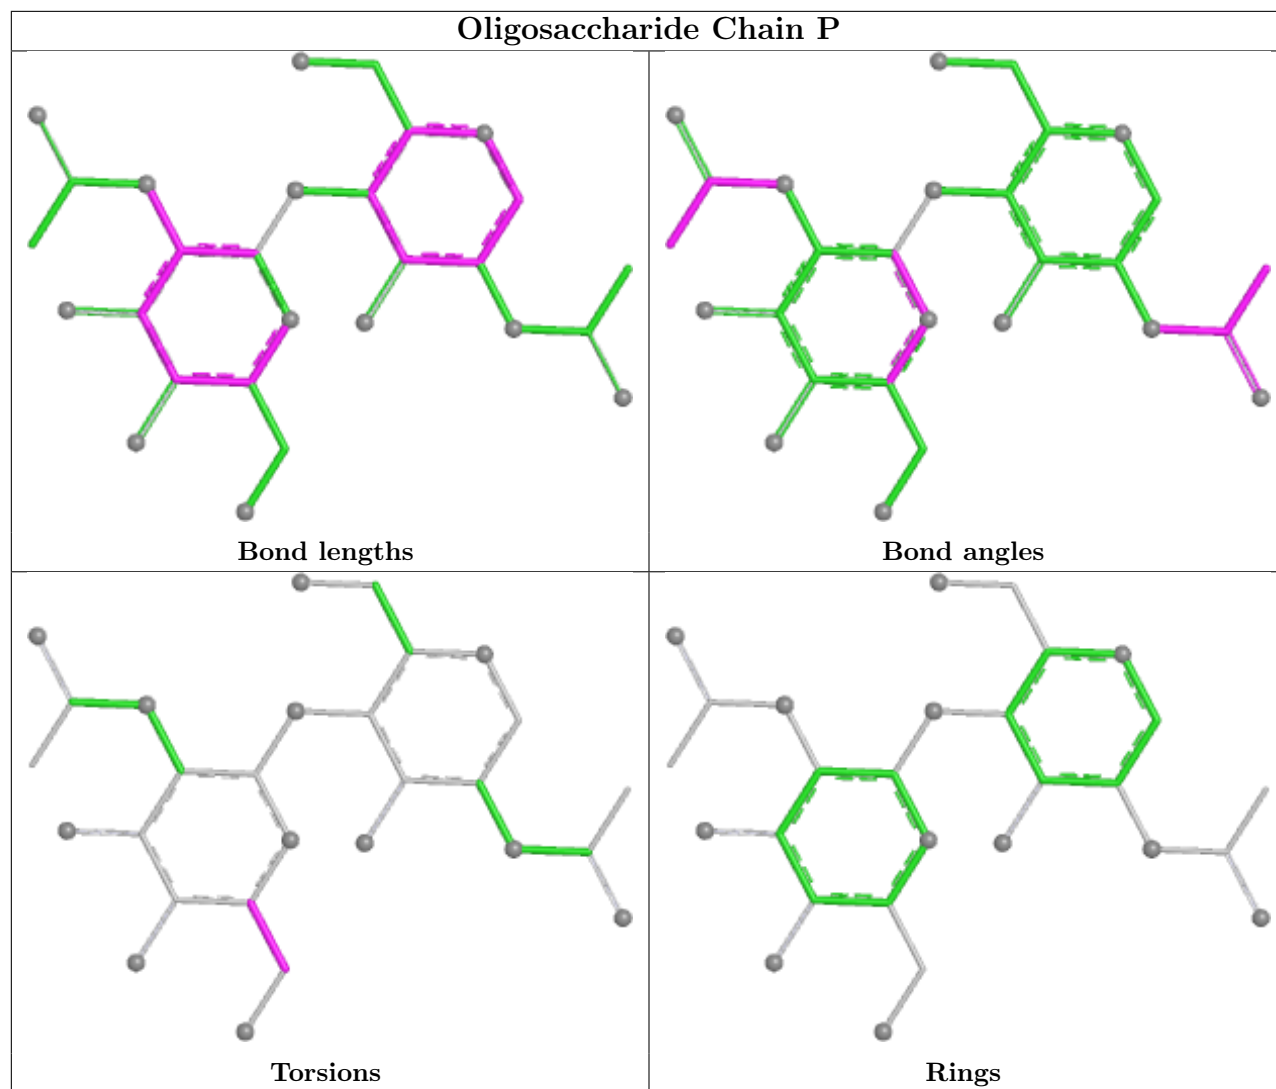 Oligosaccharide Chain P
Bond lengths
Bond angles
Torsions
Rings